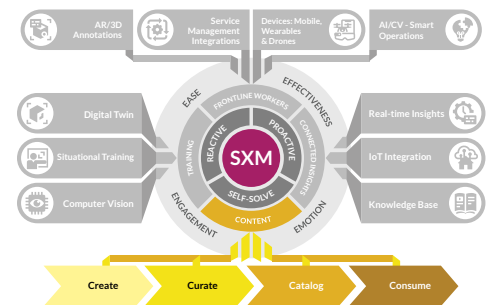 AR/3D
Annotations
Service
Management
Integrations
Devices: Mobile,
Wearables
& Drones
AI/CV - Smart
Operations
EASE
EFFECTIVENESS
FRONTLINE WORKERS
Digital Twin
Real-time Insights
REACTIVE
PROACTIVE
TRAINING
SXM
CONNECTED INSIGHTS
Situational Training
IoT Integration
SELF-SOLVE
Computer Vision
Knowledge Base
ENGAGEMENT
CONTENT
EMOTION
Create
Curate
Catalog
Consume